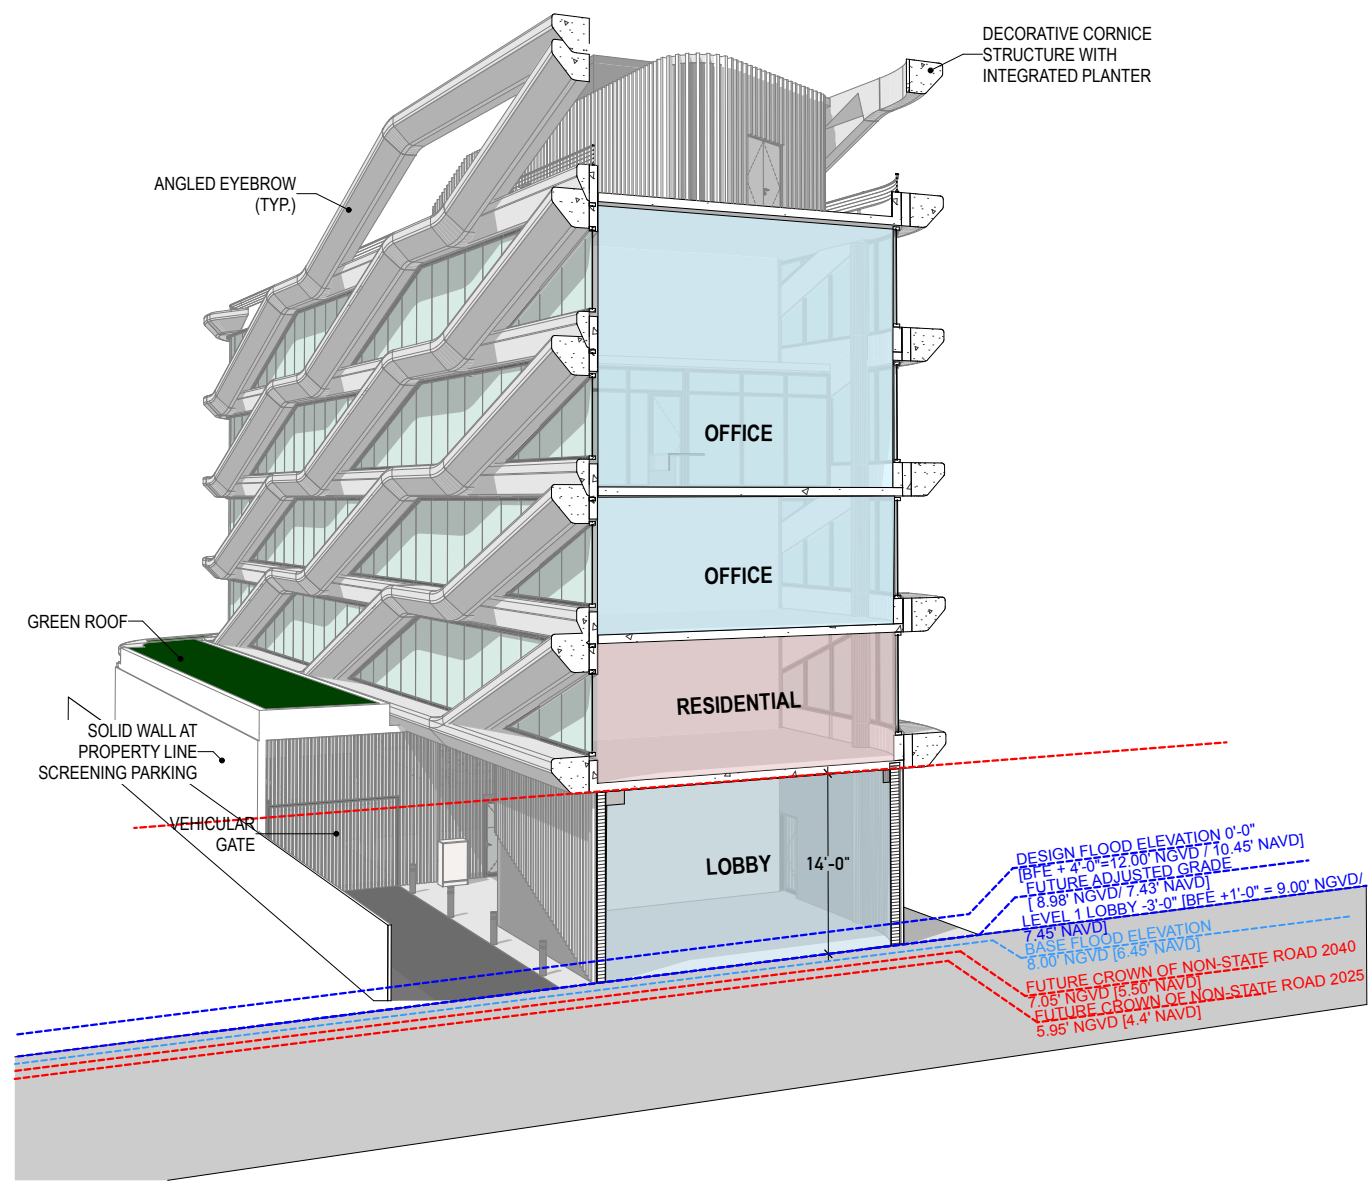 DECORATIVE CORNICE
STRUCTURE WITH
INTEGRATED PLANTER
ANGLED EYEBROW
(TYP.)
OFFICE
OFFICE
GREEN ROOF
RESIDENTIAL
SOLID WALL AT
PROPERTY LINE
SCREENING PARKING
VEHICULAR
GATE
LOBBY
14'-0"
DESIGN FLOOD ELEVATION 0'-0"
[BFE + 4'-0"=12.00' NGVD / 10.45' NAVD]
FUTURE ADJUSTED GRADE
[ 8.98' NGVD/ 7.43' NAVD]
LEVEL 1 LOBBY -3'-0" [BFE +1'-0" = 9.00' NGVD/
7.45' NAVD]
BASE FLOOD ELEVATION
8.00' NGVD [6.45' NAVD]
FUTURE CROWN OF NON-STATE ROAD 2040
7.05' NGVD [5.50' NAVD]
FUTURE CROWN OF NON-STATE ROAD 2025
5.95' NGVD [4.4' NAVD]